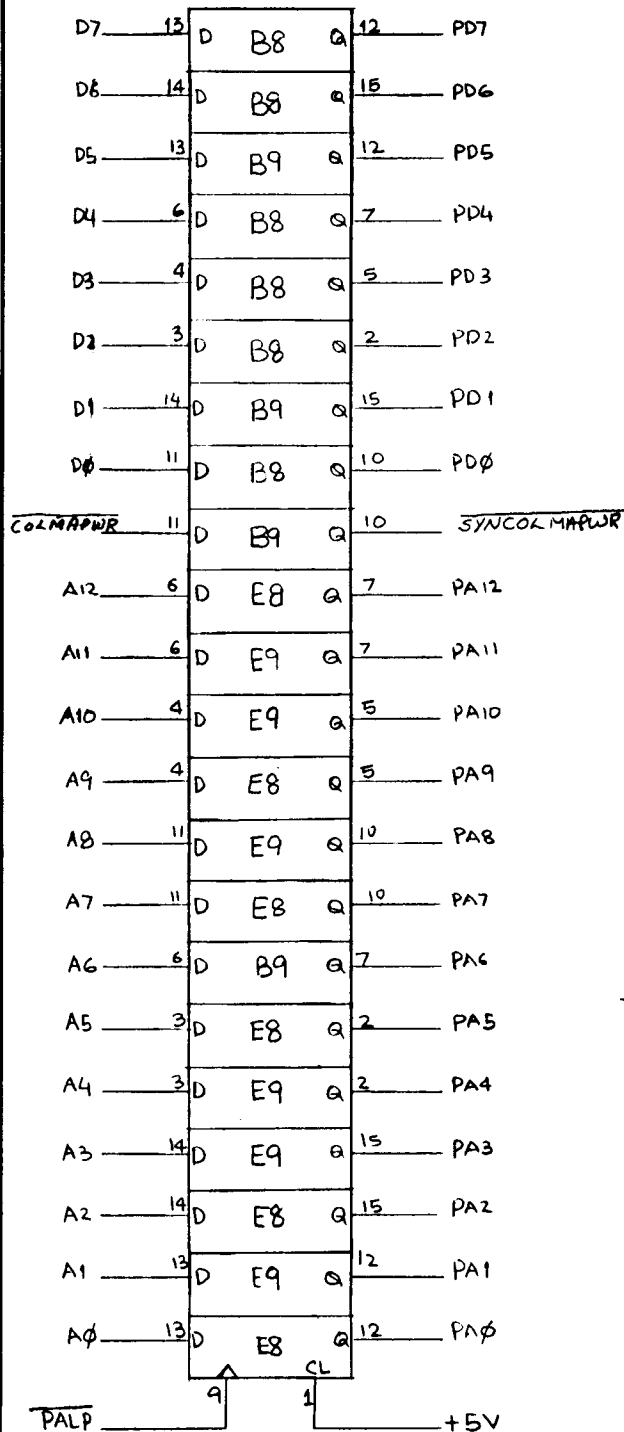 D7 13 D B8 Q 12 PD7
D6 14 D B8 Q 15 PD6
D5 13 D B9 Q 12 PD5
D4 6 D B8 Q 7 PD4
D3 4 D B8 Q 5 PD3
D2 3 D B8 Q 2 PD2
D1 14 D B9 Q 15 PD1
DØ 11 D B8 Q 10 PDØ
COLMAPWR 11 D B9 Q 10 SYNCOLMAPWR
A12 6 D E8 Q 7 PA12
A11 6 D E9 Q 7 PA11
A10 4 D E9 Q 5 PA10
A9 4 D E8 Q 5 PA9
A8 11 D E9 Q 10 PA8
A7 11 D E8 Q 10 PA7
A6 6 D B9 Q 7 PA6
A5 3 D E8 Q 2 PA5
A4 3 D E9 Q 2 PA4
A3 14 D E9 Q 15 PA3
A2 14 D E8 Q 15 PA2
A1 13 D E9 Q 12 PA1
AØ 13 D E8 Q 12 PAØ
CL
9 1
PALP +5V